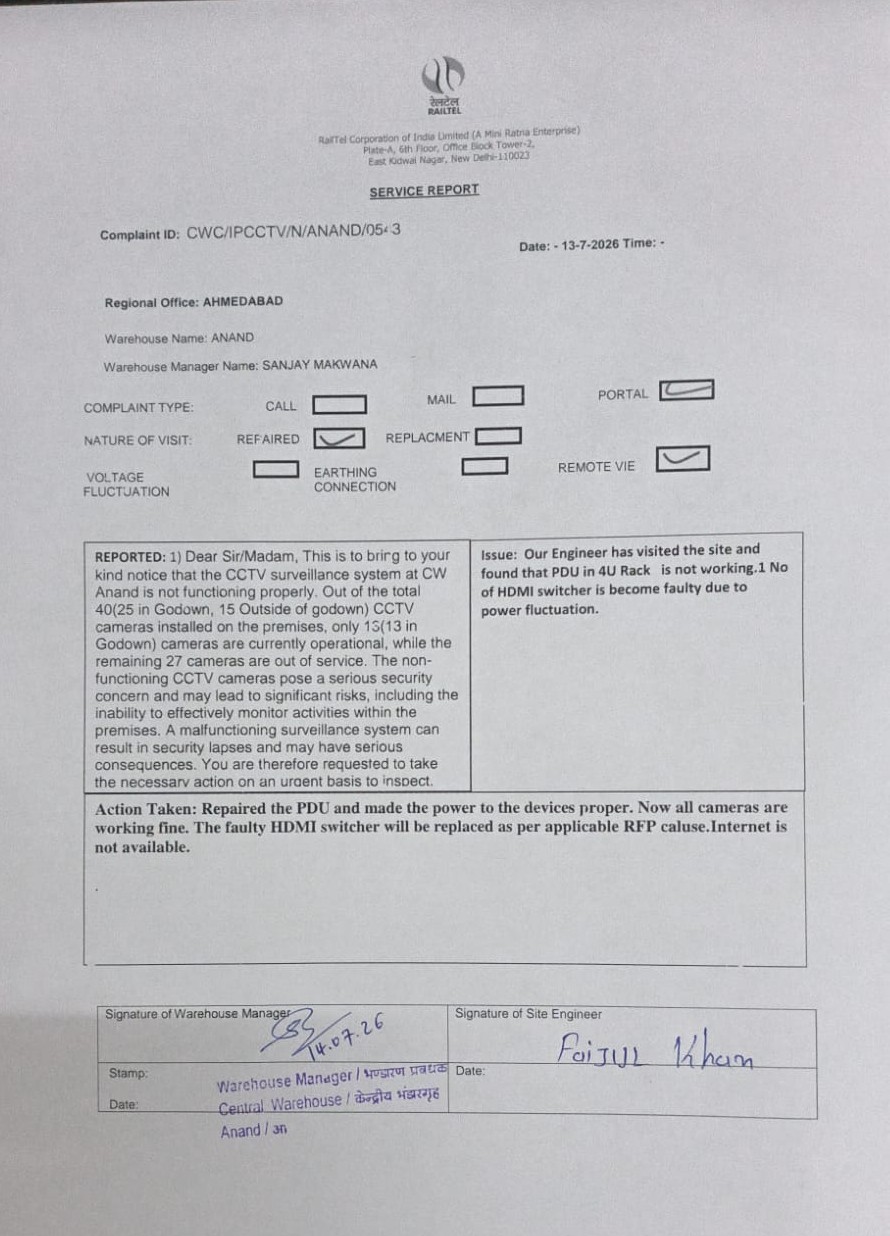 रेलटेल
RAILTEL
RailTel Corporation of India Limited (A Mini Ratna Enterprise)
Plate-A, 6th Floor, Office Block Tower-2,
East Kidwai Nagar, New Delhi-110023
SERVICE REPORT
Complaint ID: CWC/IPCCTV/N/ANAND/
Date: - 13-7-2026 Time: -
Regional Office: AHMEDABAD
Warehouse Name: ANAND
Warehouse Manager Name: SANJAY MAKWANA
COMPLAINT TYPE: CALL MAIL PORTAL
NATURE OF VISIT: REFAIRED REPLACMENT
VOLTAGE FLUCTUATION EARTHING CONNECTION REMOTE VIE
REPORTED: 1) Dear Sir/Madam, This is to bring to your
kind notice that the CCTV surveillance system at CW
Anand is not functioning properly. Out of the total
40(25 in Godown, 15 Outside of godown) CCTV
cameras installed on the premises, only 13(13 in
Godown) cameras are currently operational, while the
remaining 27 cameras are out of service. The non-
functioning CCTV cameras pose a serious security
concern and may lead to significant risks, including the
inability to effectively monitor activities within the
premises. A malfunctioning surveillance system can
result in security lapses and may have serious
consequences. You are therefore requested to take
the necessary action on an urgent basis to inspect.
Issue: Our Engineer has visited the site and
found that PDU in 4U Rack is not working.1 No
of HDMI switcher is become faulty due to
power fluctuation.
Action Taken: Repaired the PDU and made the power to the devices proper. Now all cameras are
working fine. The faulty HDMI switcher will be replaced as per applicable RFP caluse.Internet is
not available.
Signature of Warehouse Manager
14.07.26
Stamp:
Date:
Warehouse Manager / भण्डारण प्रबंधक
Central Warehouse / केन्द्रीय भंडारगृह
Anand /
Signature of Site Engineer
Faijul Khan
Date: